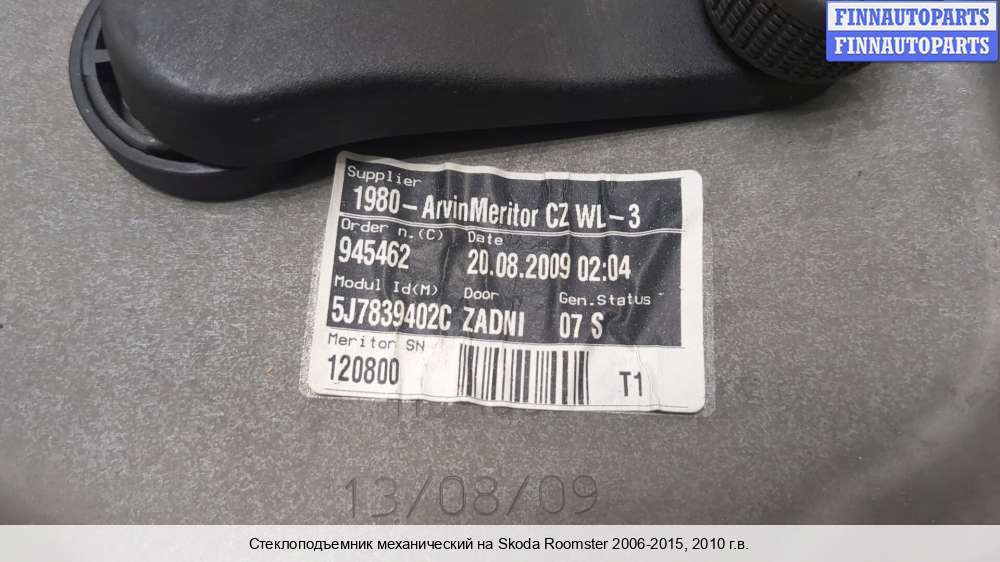 FINNAUTOPARTS
FINNAUTOPARTS
Supplier
1980-ArvinMeritor CZ WL-3
Order n.(C) Date
945462 20.08.2009 02:04
Modul Id(M) Door Gen.Status
5J7839402C ZADNI 07 S
Meritor SN
120800 T1
13/08/09
Стеклоподъемник механический на Skoda Roomster 2006-2015, 2010 г.в.